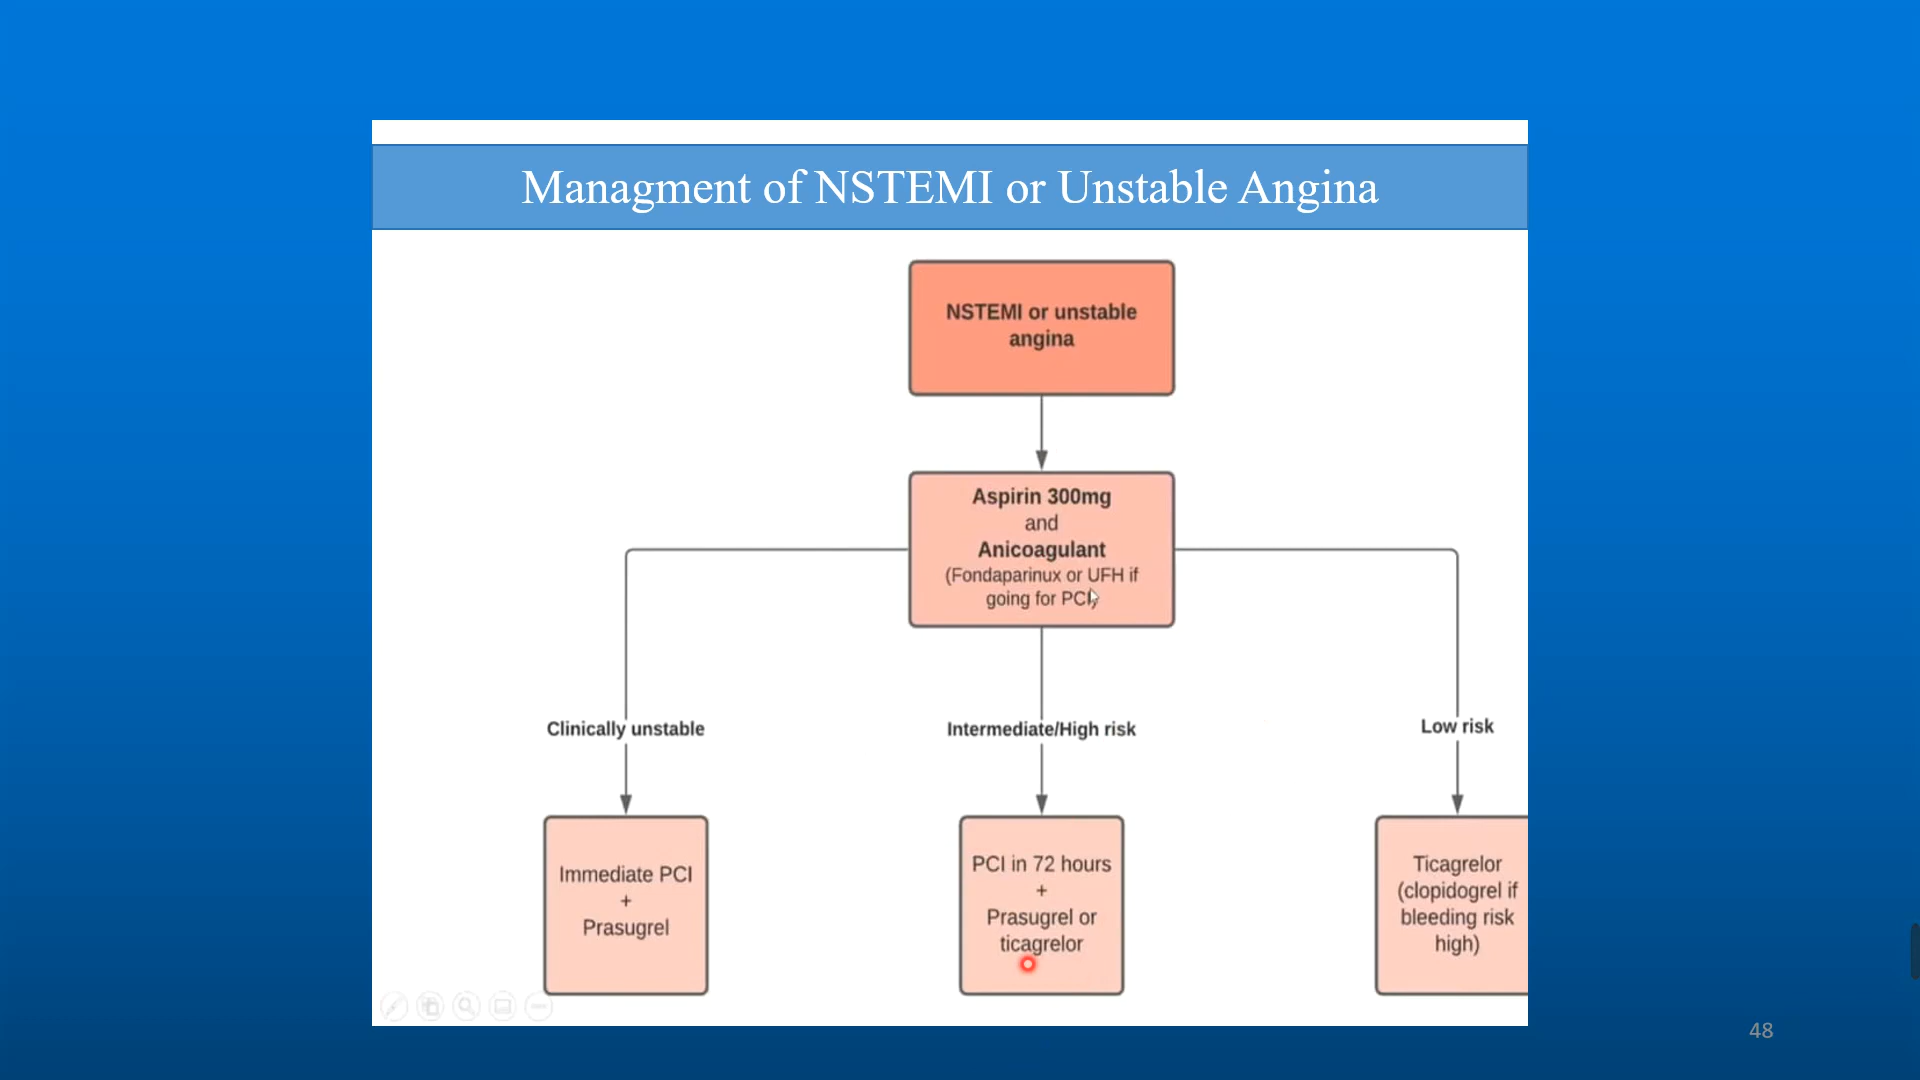 Managment of NSTEMI or Unstable Angina
NSTEMI or unstable
angina
Aspirin 300mg
and
Anicoagulant
(Fondaparinux or UFH if
going for PCI)
Clinically unstable
Intermediate/High risk
Low risk
Immediate PCI
+
Prasugrel
PCI in 72 hours
+
Prasugrel or
ticagrelor
Ticagrelor
(clopidogrel if
bleeding risk
high)
48